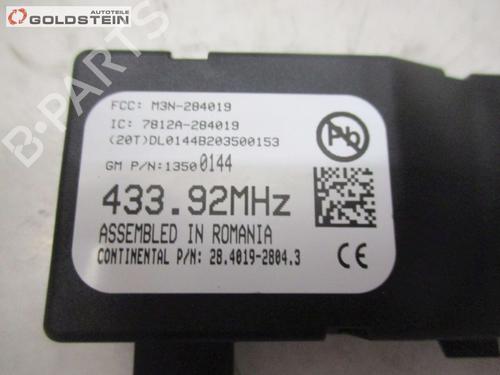 AUTOTEILE
GOLDSTEIN
B-PARTS
FCC: M3N-284019
IC: 7812A-284019
(20T)DL0144B203500153
GM P/N:13500144
433.92MHz
ASSEMBLED IN ROMANIA
CONTINENTAL P/N: 28.4019-2804.3
Pb
CE